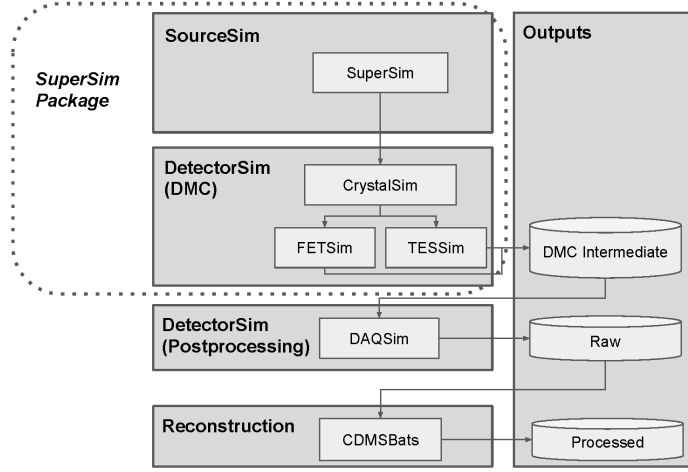 SourceSim
Outputs
SuperSim
Package
SuperSim
DetectorSim
(DMC)
CrystalSim
FETSim
TESSim
DMC Intermediate
DetectorSim
(Postprocessing)
DAQSim
Raw
Reconstruction
CDMSBats
Processed